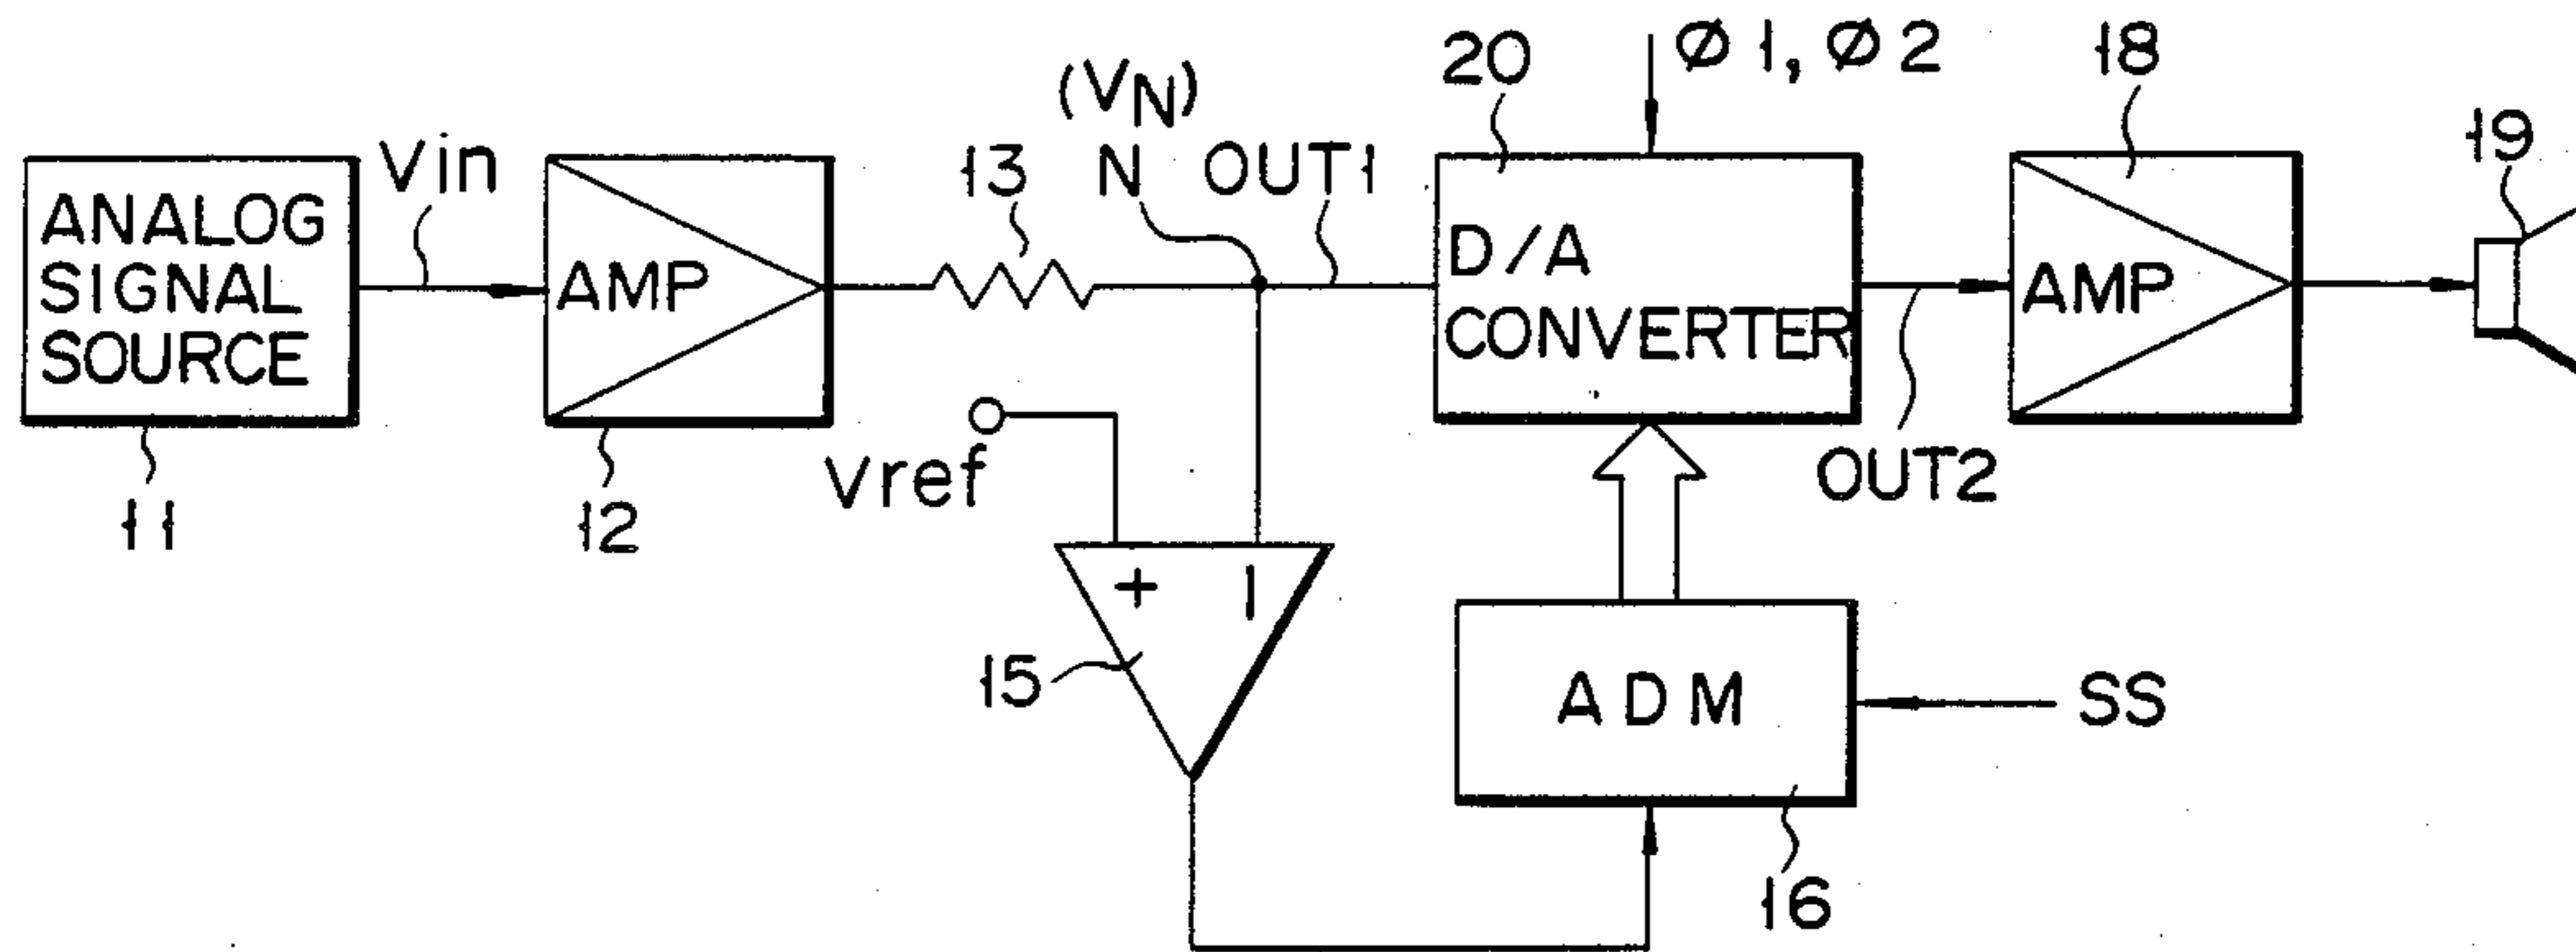 ANALOG
SIGNAL
SOURCE
11
Vin
AMP
12
13
(VN)
N
OUT1
Vref
+ -
15
20
Ø1, Ø2
D/A
CONVERTER
OUT2
18
AMP
19
ADM
16
SS